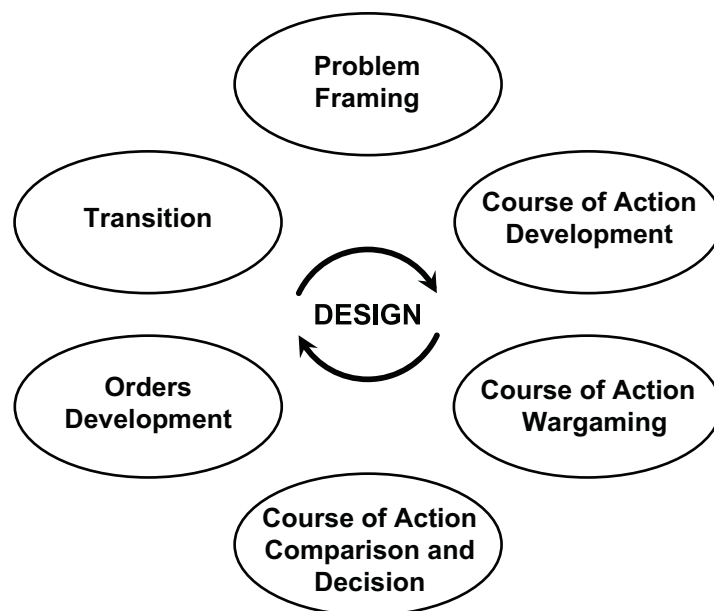 Problem
Framing
Course of Action
Development
Course of Action
Wargaming
Course of Action
Comparison and
Decision
Orders
Development
Transition
DESIGN